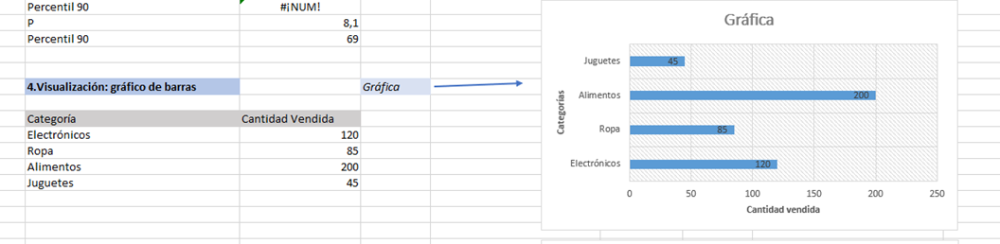 Percentil 90 #¡NUM!
P 8,1
Percentil 90 69
4.Visualización: gráfico de barras Gráfica
Categoría Cantidad Vendida
Electrónicos 120
Ropa 85
Alimentos 200
Juguetes 45
Gráfica
Categorías
Juguetes 45
Alimentos 200
Ropa 85
Electrónicos 120
0 50 100 150 200 250
Cantidad vendida